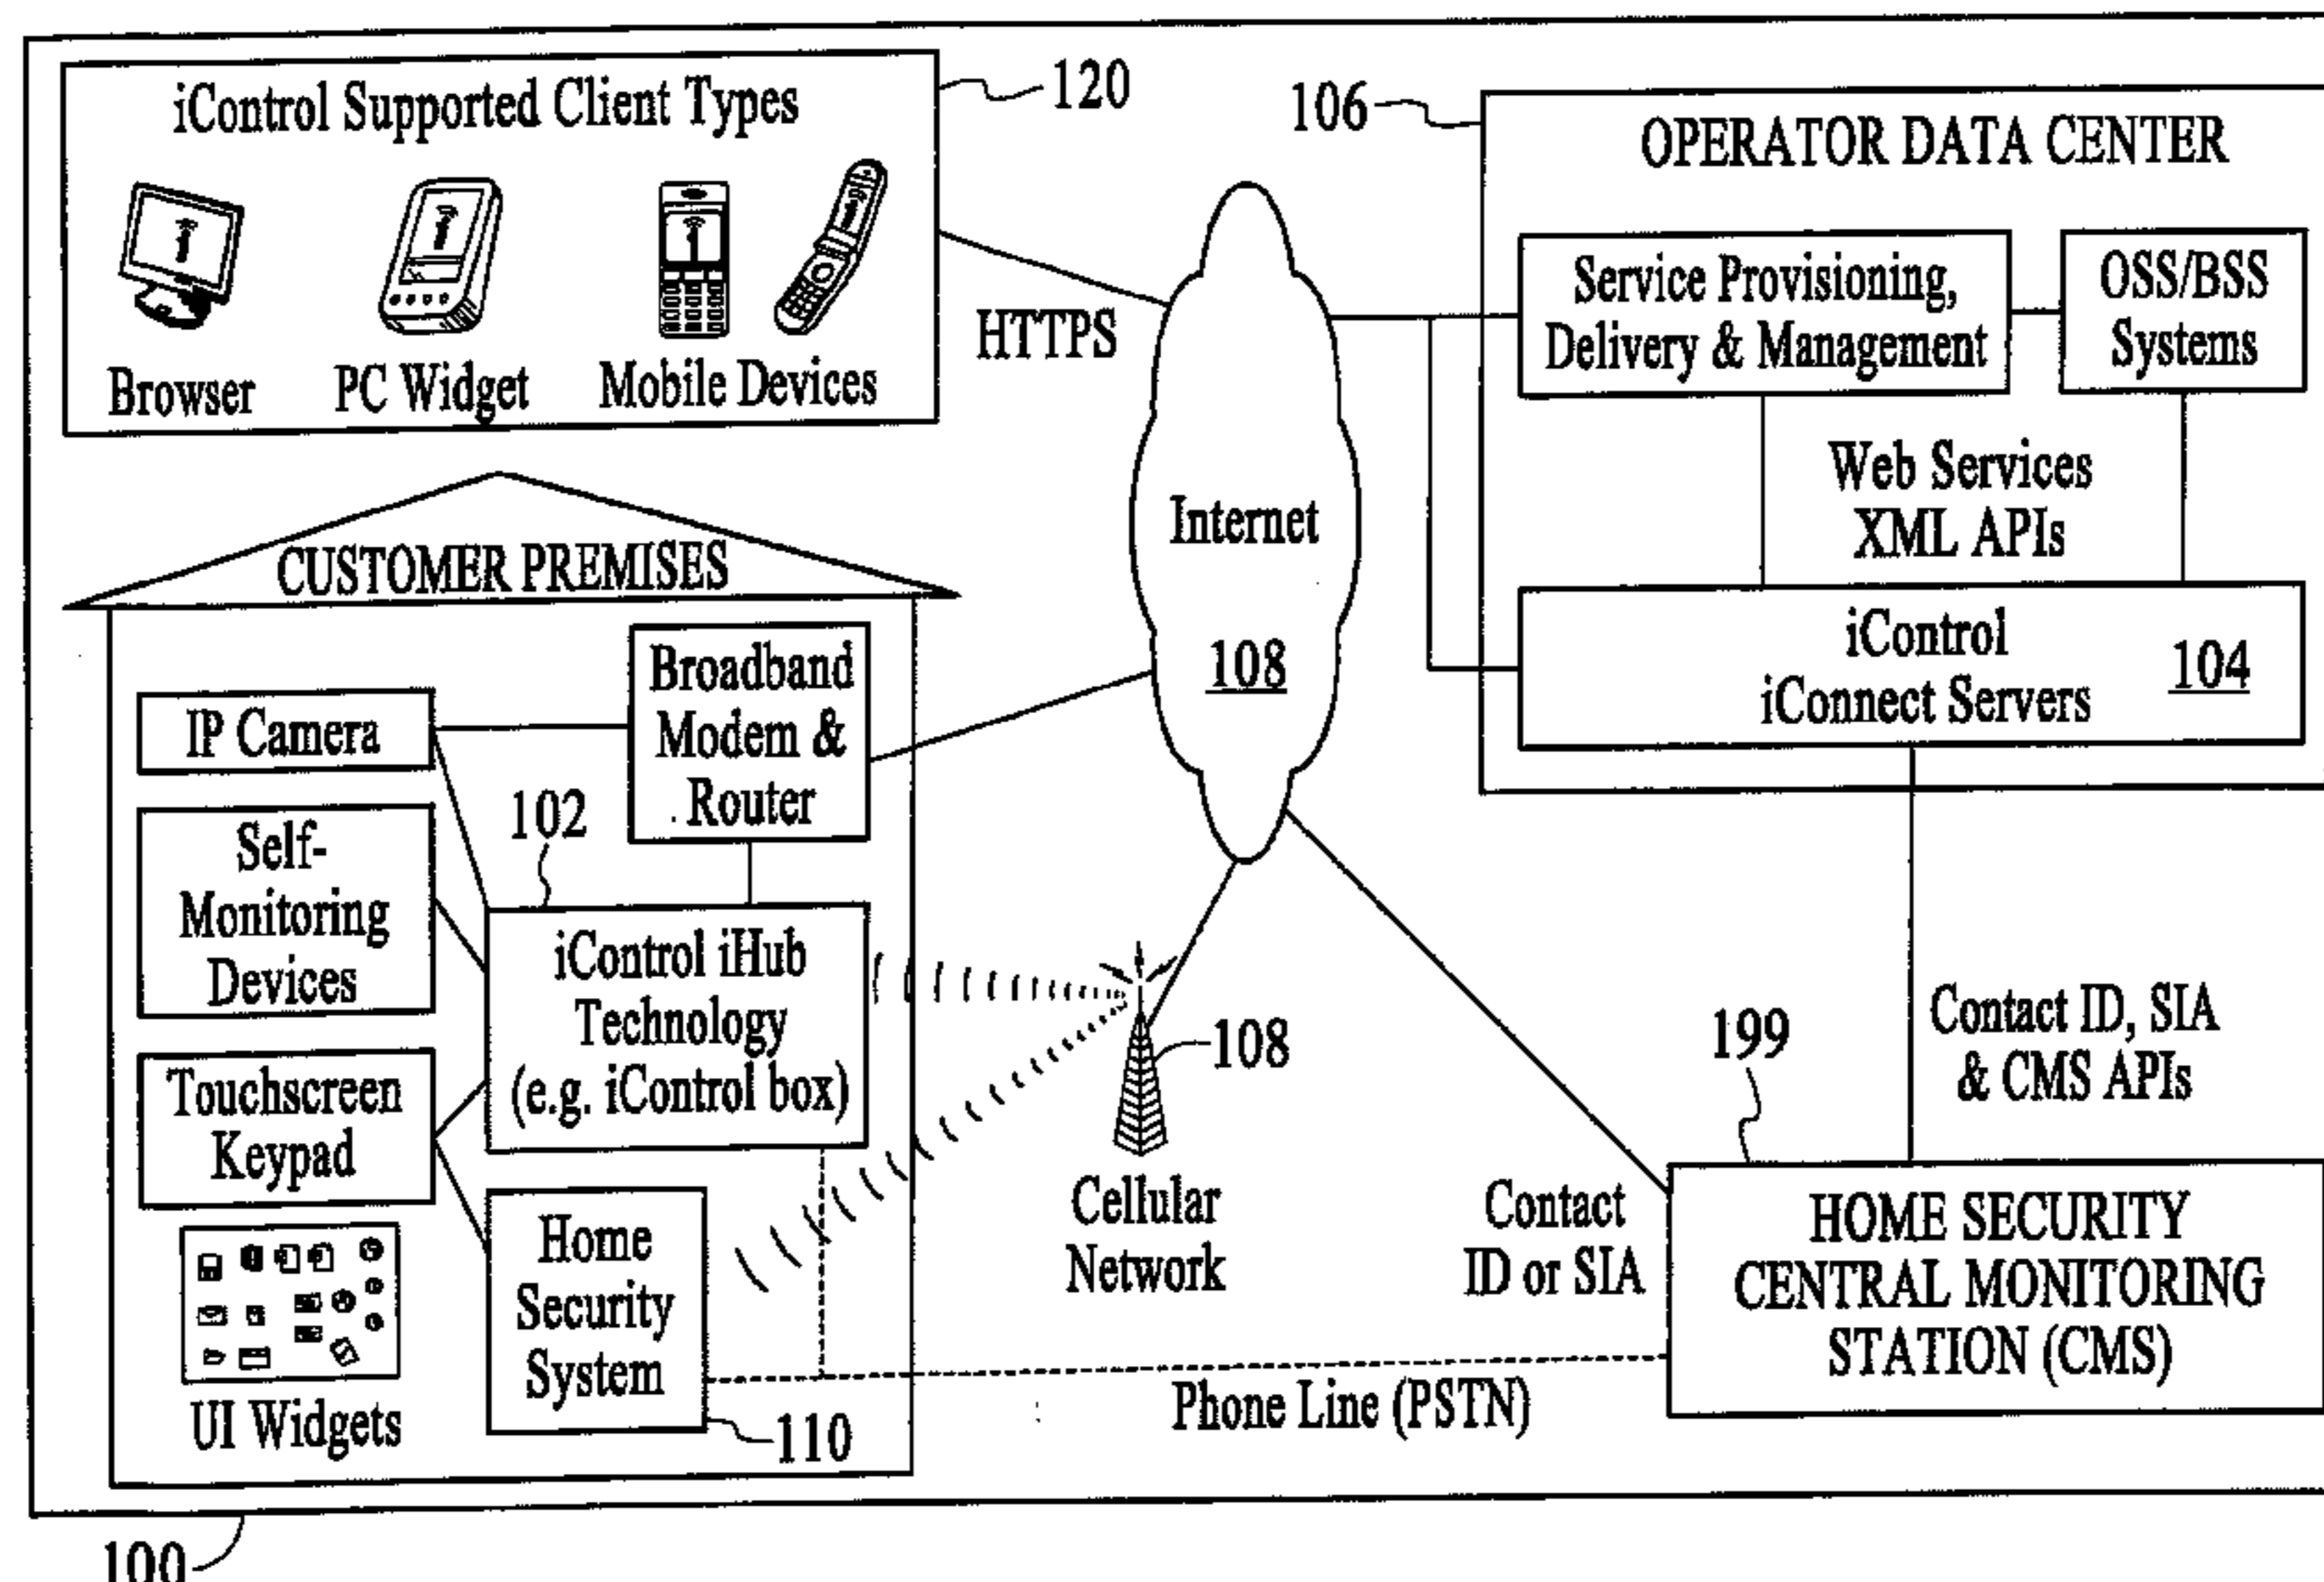 iControl Supported Client Types
120
Browser
PC Widget
Mobile Devices
HTTPS
106
OPERATOR DATA CENTER
Service Provisioning,
Delivery & Management
OSS/BSS
Systems
Web Services
XML APIs
iControl
iConnect Servers
104
Internet
108
CUSTOMER PREMISES
IP Camera
Broadband
Modem &
Router
Self-
Monitoring
Devices
102
iControl iHub
Technology
(e.g. iControl box)
Touchscreen
Keypad
Home
Security
System
110
UI Widgets
108
Cellular
Network
Contact ID, SIA
& CMS APIs
199
Contact
ID or SIA
HOME SECURITY
CENTRAL MONITORING
STATION (CMS)
Phone Line (PSTN)
100